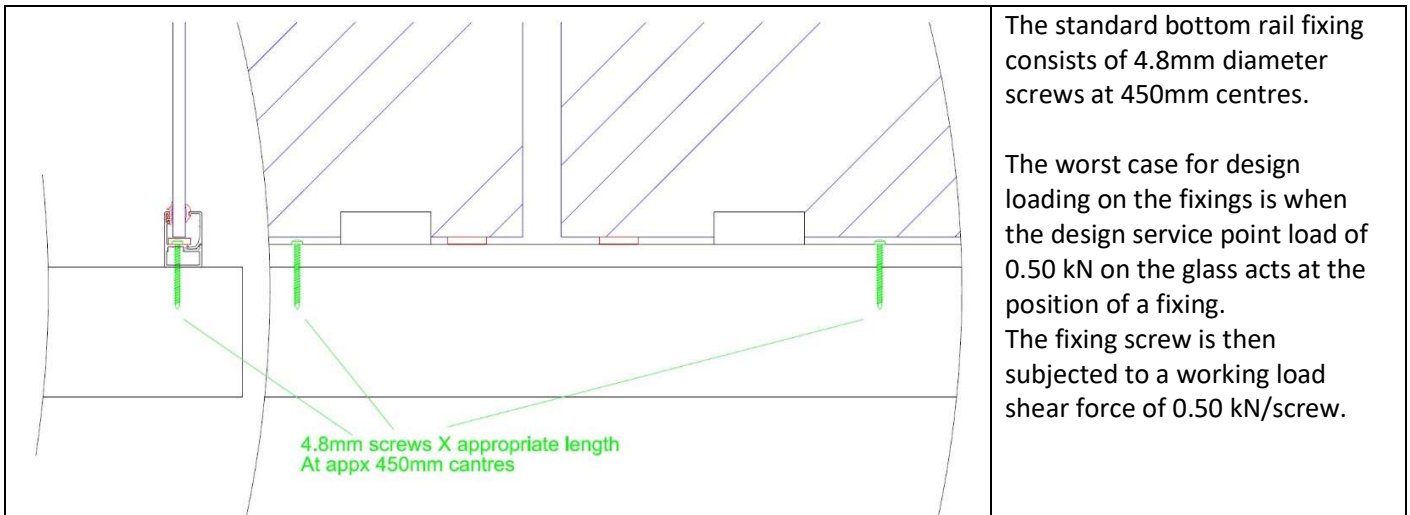 4.8mm screws X appropriate length
At appx 450mm cantres
The standard bottom rail fixing
consists of 4.8mm diameter
screws at 450mm centres.
The worst case for design
loading on the fixings is when
the design service point load of
0.50 kN on the glass acts at the
position of a fixing.
The fixing screw is then
subjected to a working load
shear force of 0.50 kN/screw.